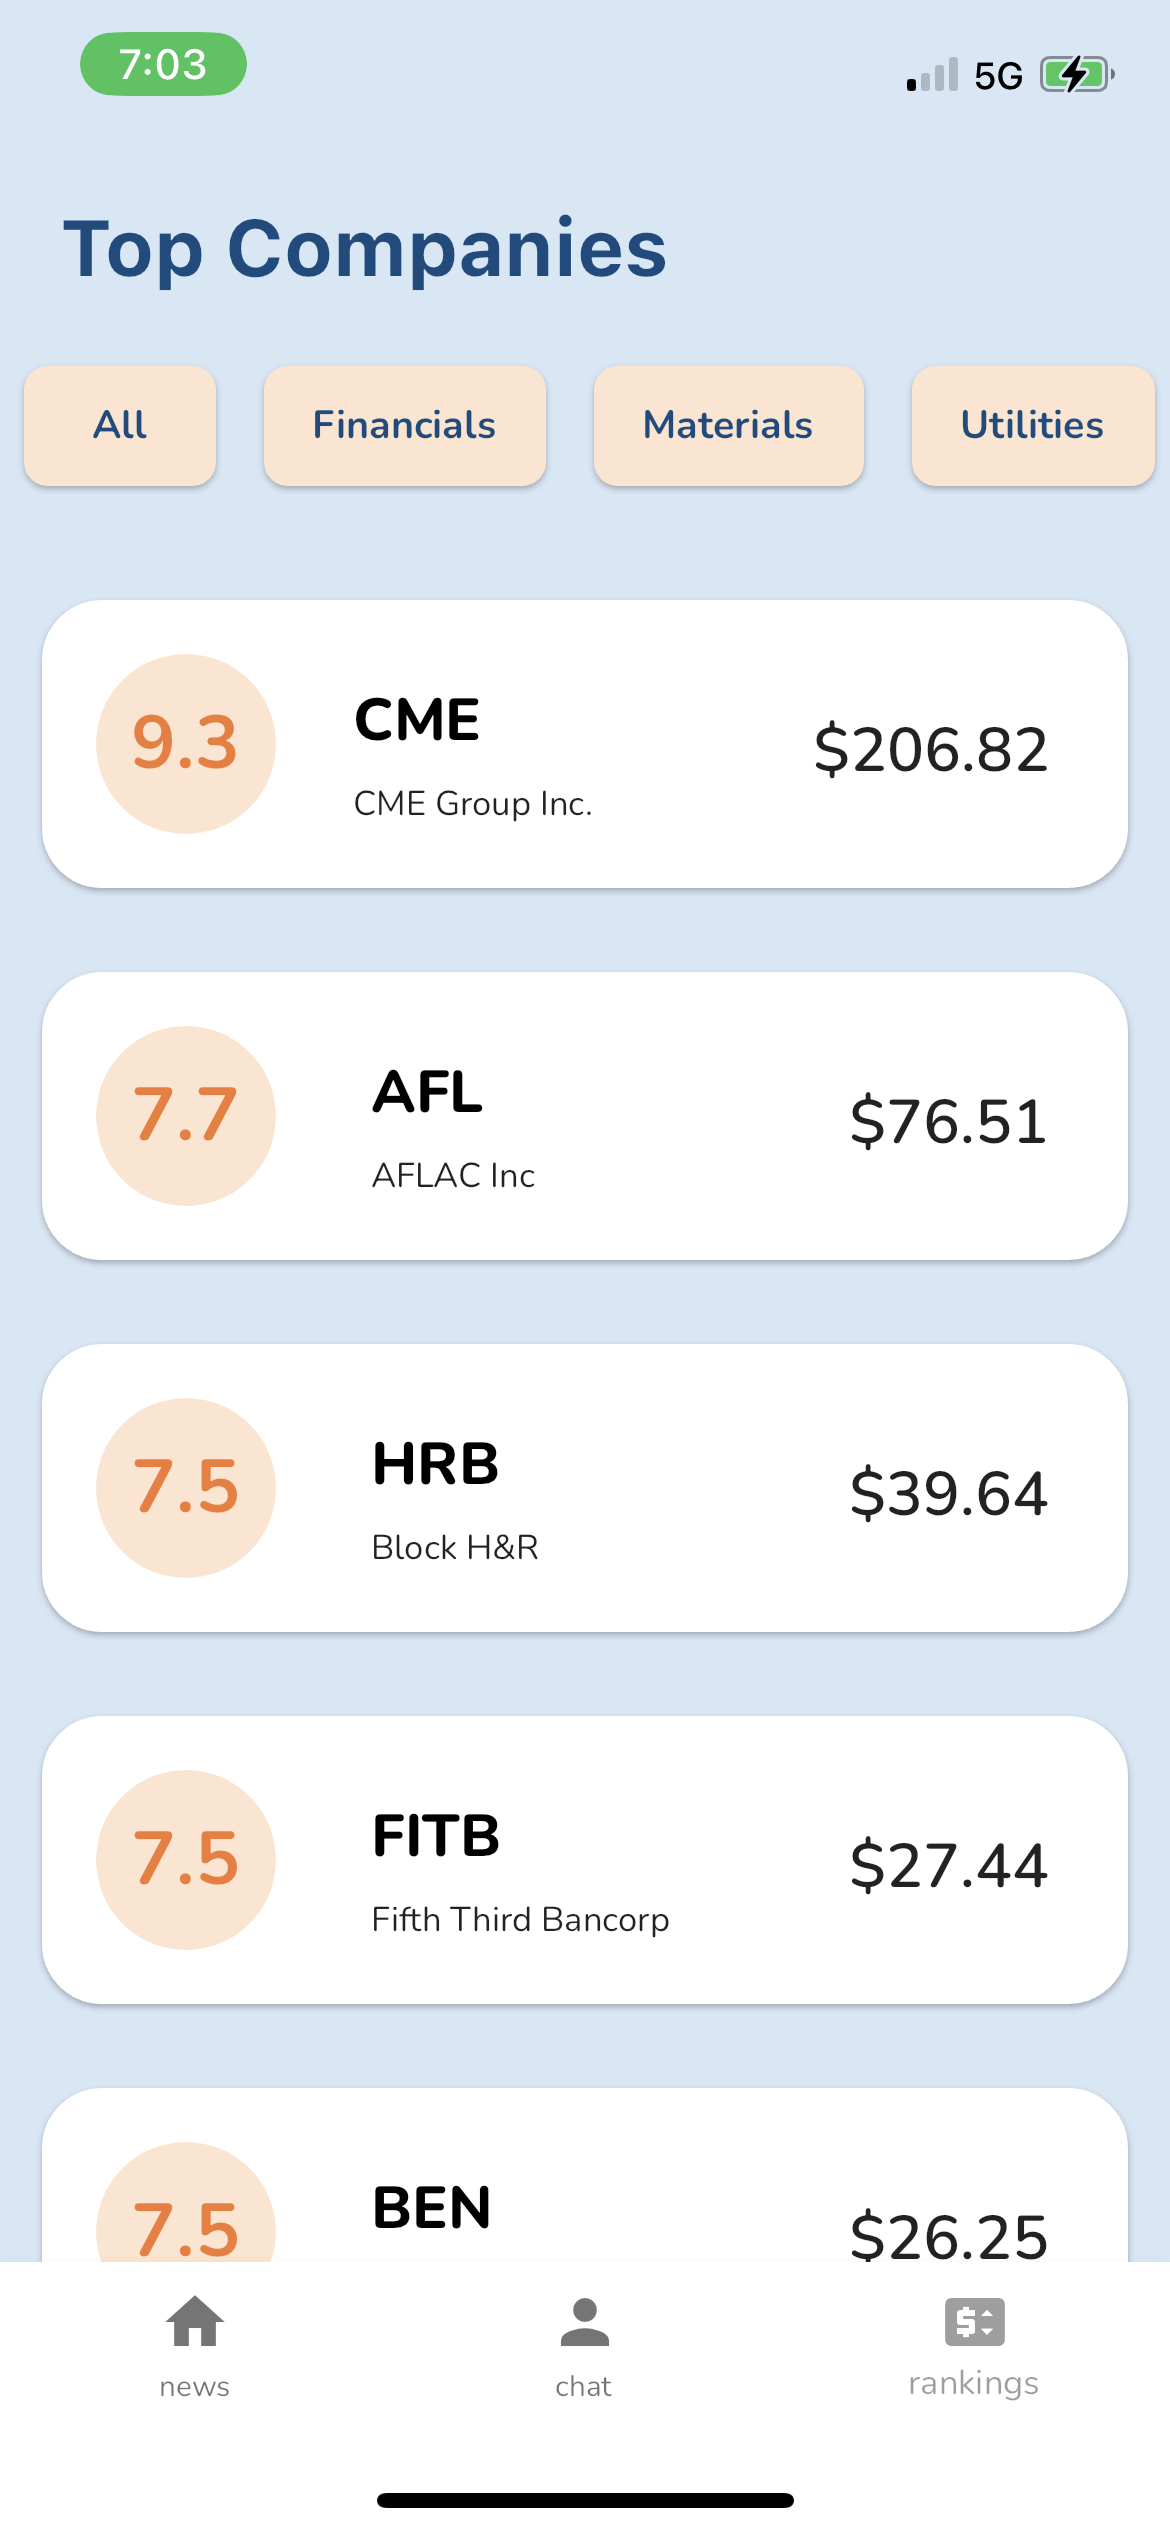 7:03
5G
Top Companies
All
Financials
Materials
Utilities
9.3
CME
CME Group Inc.
$206.82
7.7
AFL
AFLAC Inc
$76.51
7.5
HRB
Block H&R
$39.64
7.5
FITB
Fifth Third Bancorp
$27.44
7.5
BEN
$26.25
news
chat
rankings